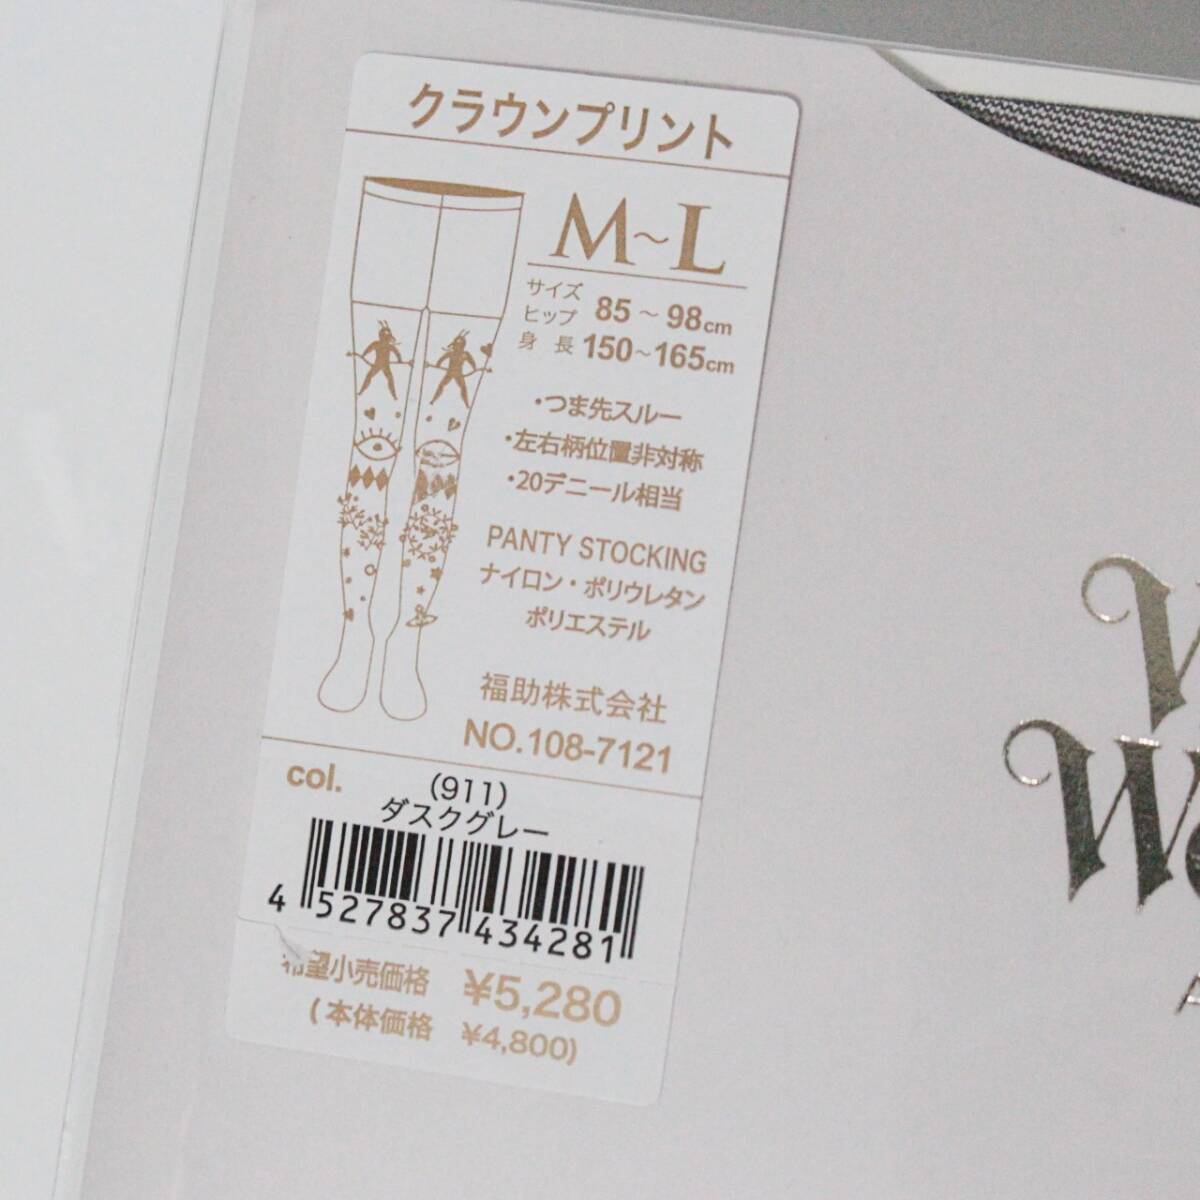 クラウンプリント
M~L
サイズ
ヒップ 85~98cm
身長 150~165cm
・つま先スルー
・左右柄位置非対称
・20デニール相当
PANTY STOCKING
ナイロン・ポリウレタン
ポリエステル
福助株式会社
NO.108-7121
col. (911)
ダスクグレー
4 527837 434281
希望小売価格 ¥5,280
(本体価格 ¥4,800)